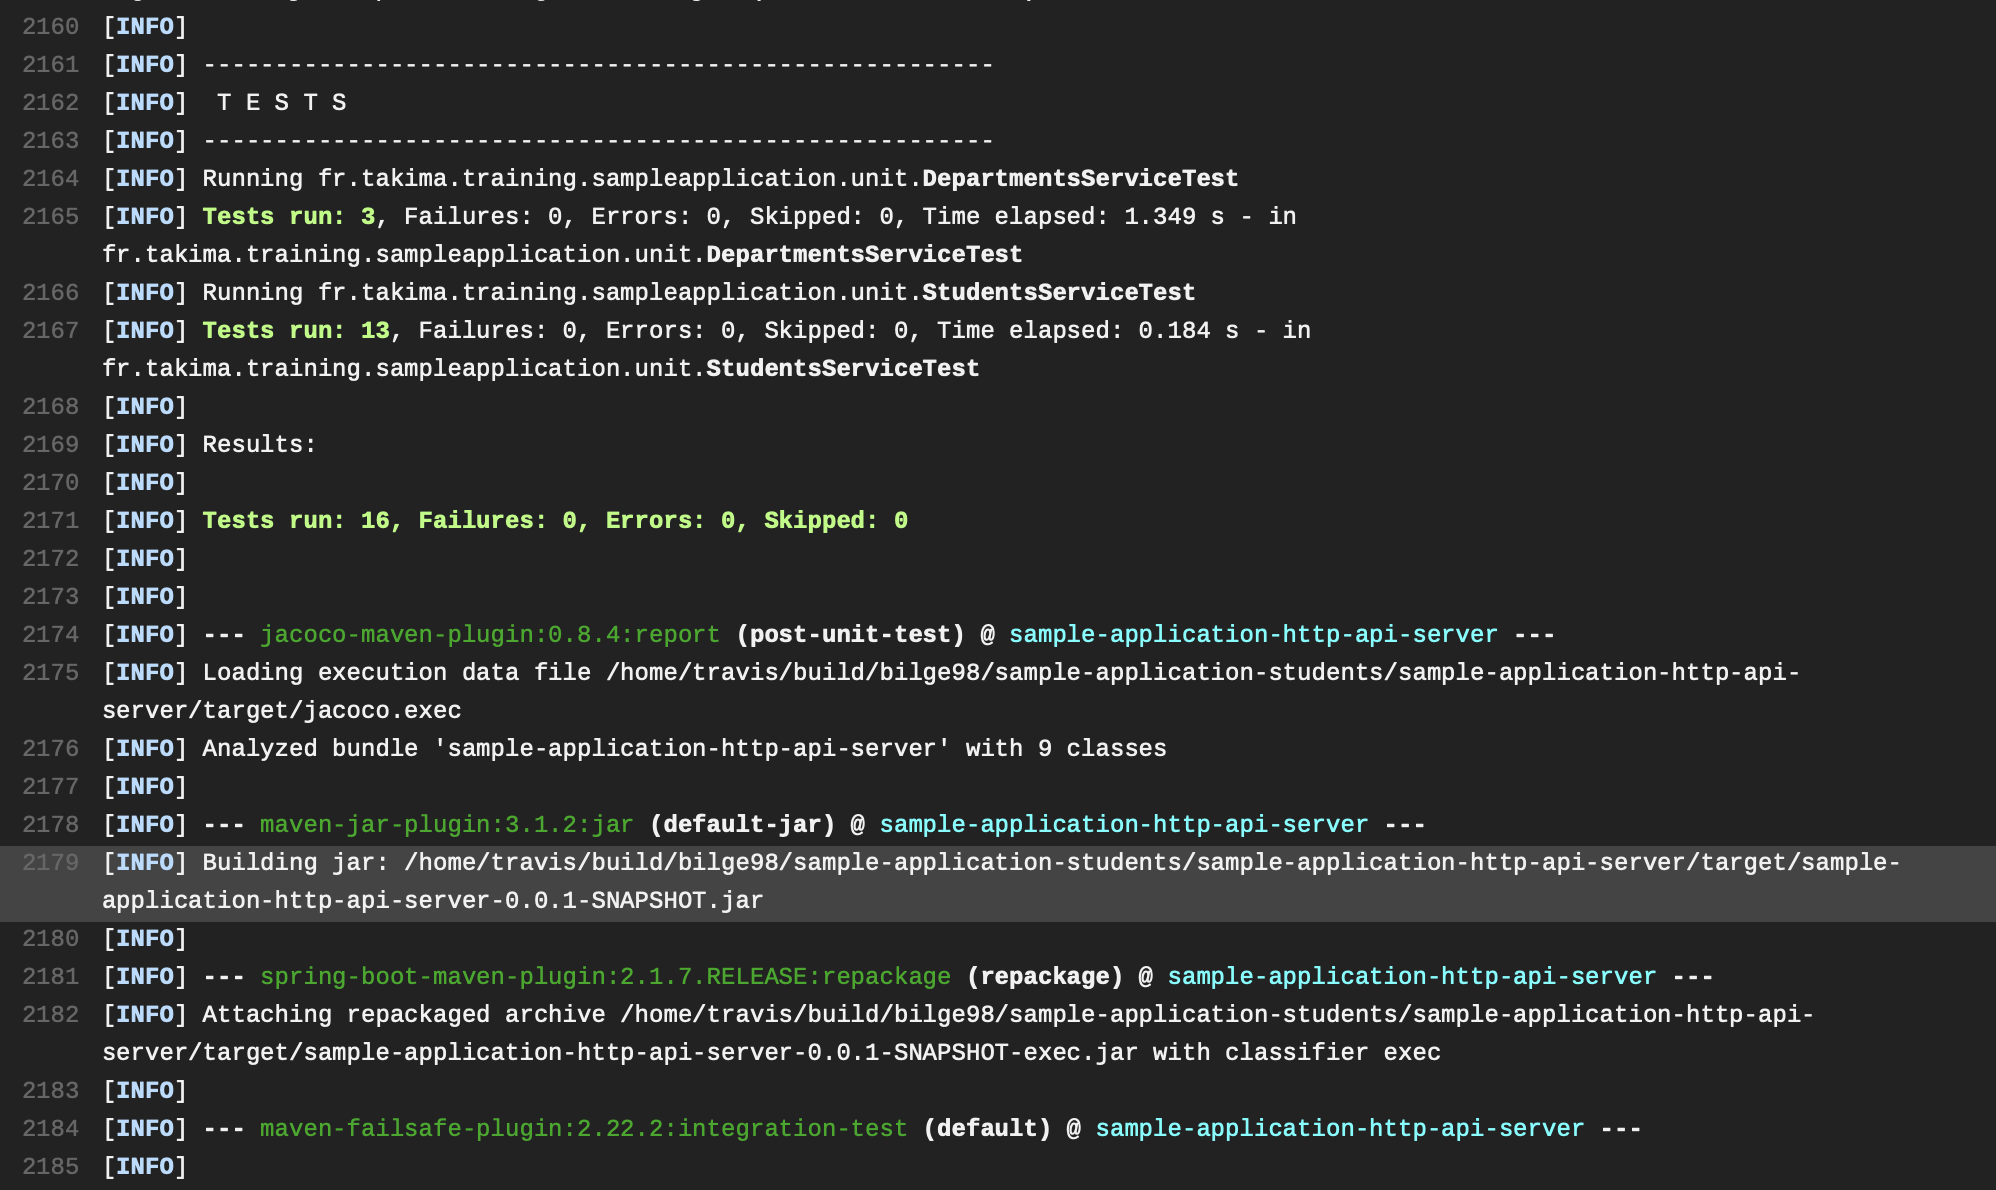 2160 [INFO]
2161 [INFO] -------------------------------------------------------
2162 [INFO]  T E S T S
2163 [INFO] -------------------------------------------------------
2164 [INFO] Running fr.takima.training.sampleapplication.unit.DepartmentsServiceTest
2165 [INFO] Tests run: 3, Failures: 0, Errors: 0, Skipped: 0, Time elapsed: 1.349 s - in
fr.takima.training.sampleapplication.unit.DepartmentsServiceTest
2166 [INFO] Running fr.takima.training.sampleapplication.unit.StudentsServiceTest
2167 [INFO] Tests run: 13, Failures: 0, Errors: 0, Skipped: 0, Time elapsed: 0.184 s - in
fr.takima.training.sampleapplication.unit.StudentsServiceTest
2168 [INFO]
2169 [INFO] Results:
2170 [INFO]
2171 [INFO] Tests run: 16, Failures: 0, Errors: 0, Skipped: 0
2172 [INFO]
2173 [INFO]
2174 [INFO] --- jacoco-maven-plugin:0.8.4:report (post-unit-test) @ sample-application-http-api-server ---
2175 [INFO] Loading execution data file /home/travis/build/bilge98/sample-application-students/sample-application-http-api-
server/target/jacoco.exec
2176 [INFO] Analyzed bundle 'sample-application-http-api-server' with 9 classes
2177 [INFO]
2178 [INFO] --- maven-jar-plugin:3.1.2:jar (default-jar) @ sample-application-http-api-server ---
2179 [INFO] Building jar: /home/travis/build/bilge98/sample-application-students/sample-application-http-api-server/target/sample-
application-http-api-server-0.0.1-SNAPSHOT.jar
2180 [INFO]
2181 [INFO] --- spring-boot-maven-plugin:2.1.7.RELEASE:repackage (repackage) @ sample-application-http-api-server ---
2182 [INFO] Attaching repackaged archive /home/travis/build/bilge98/sample-application-students/sample-application-http-api-
server/target/sample-application-http-api-server-0.0.1-SNAPSHOT-exec.jar with classifier exec
2183 [INFO]
2184 [INFO] --- maven-failsafe-plugin:2.22.2:integration-test (default) @ sample-application-http-api-server ---
2185 [INFO]